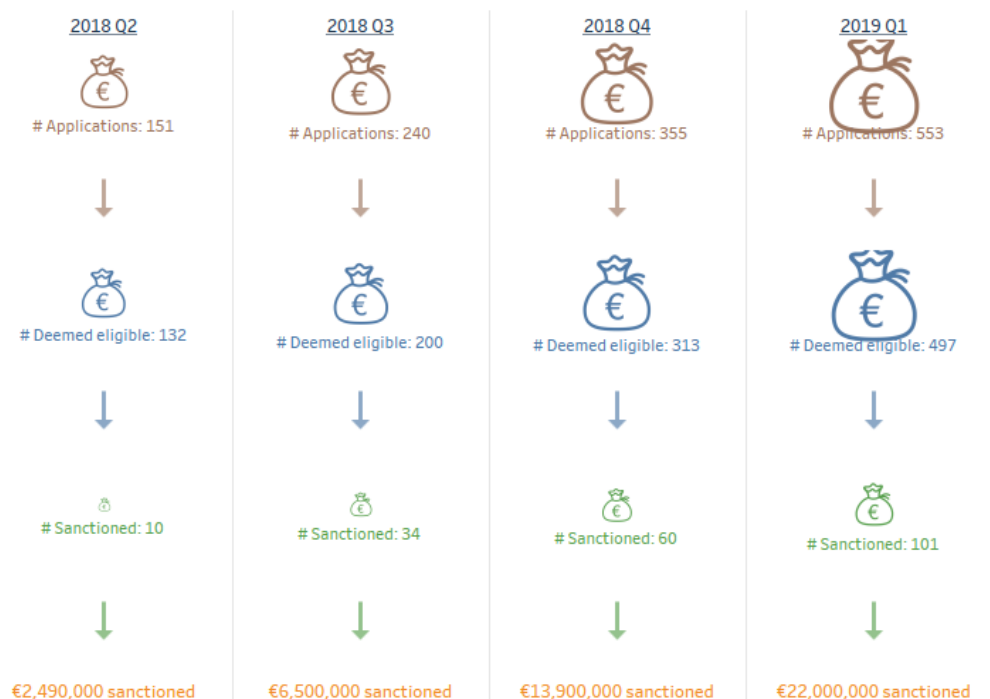 2018 Q2
2018 Q3
2018 Q4
2019 Q1
€
€
€
€
# Applications: 151
# Applications: 240
# Applications: 355
# Applications: 553
€
€
€
€
# Deemed eligible: 132
# Deemed eligible: 200
# Deemed eligible: 313
# Deemed eligible: 497
€
€
€
€
# Sanctioned: 10
# Sanctioned: 34
# Sanctioned: 60
# Sanctioned: 101
€2,490,000 sanctioned
€6,500,000 sanctioned
€13,900,000 sanctioned
€22,000,000 sanctioned